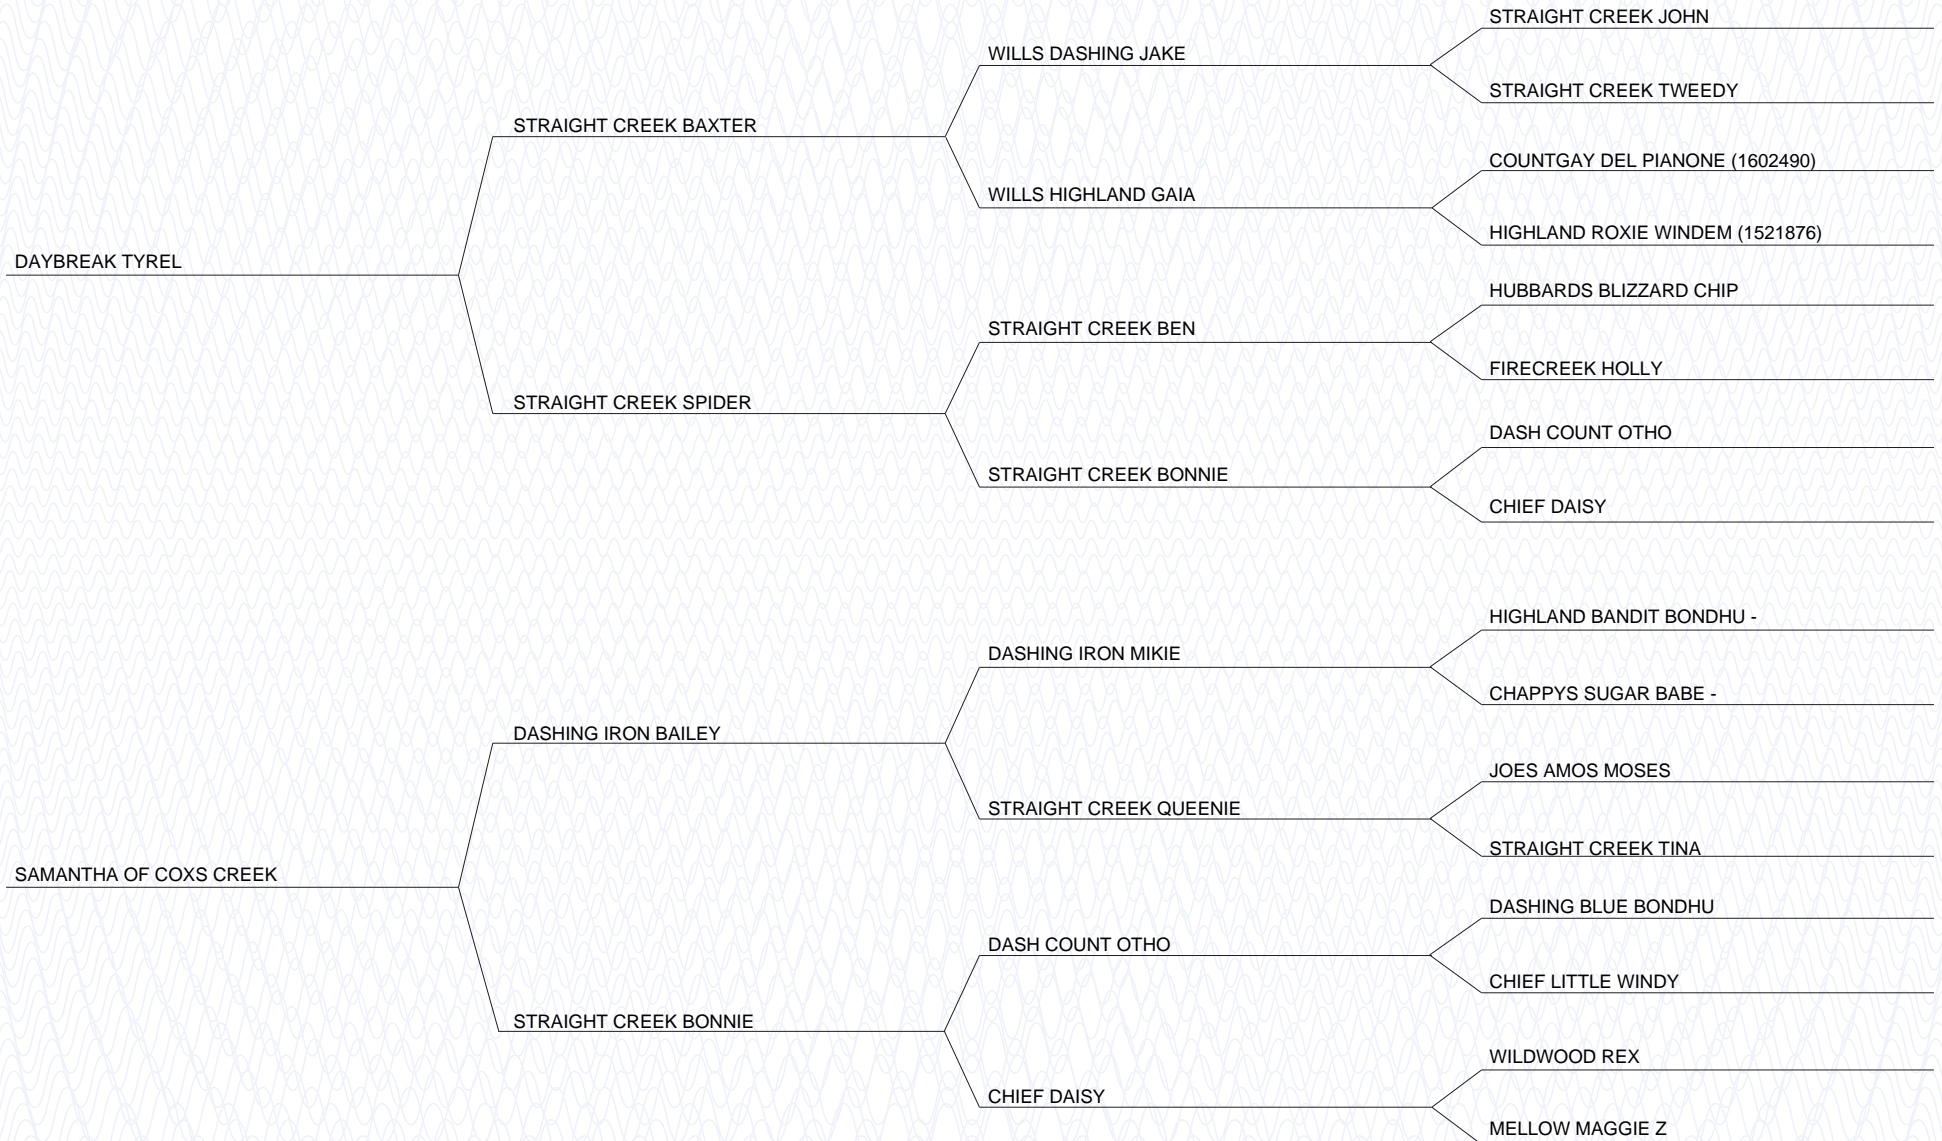 STRAIGHT CREEK JOHN
WILLS DASHING JAKE
STRAIGHT CREEK TWEEDY
STRAIGHT CREEK BAXTER
COUNTGAY DEL PIANONE (1602490)
WILLS HIGHLAND GAIA
HIGHLAND ROXIE WINDEM (1521876)
DAYBREAK TYREL
HUBBARDS BLIZZARD CHIP
STRAIGHT CREEK BEN
FIRECREEK HOLLY
STRAIGHT CREEK SPIDER
DASH COUNT OTHO
STRAIGHT CREEK BONNIE
CHIEF DAISY
HIGHLAND BANDIT BONDHU -
DASHING IRON MIKIE
CHAPPYS SUGAR BABE -
DASHING IRON BAILEY
JOES AMOS MOSES
STRAIGHT CREEK QUEENIE
STRAIGHT CREEK TINA
SAMANTHA OF COXS CREEK
DASHING BLUE BONDHU
DASH COUNT OTHO
CHIEF LITTLE WINDY
STRAIGHT CREEK BONNIE
WILDWOOD REX
CHIEF DAISY
MELLOW MAGGIE Z